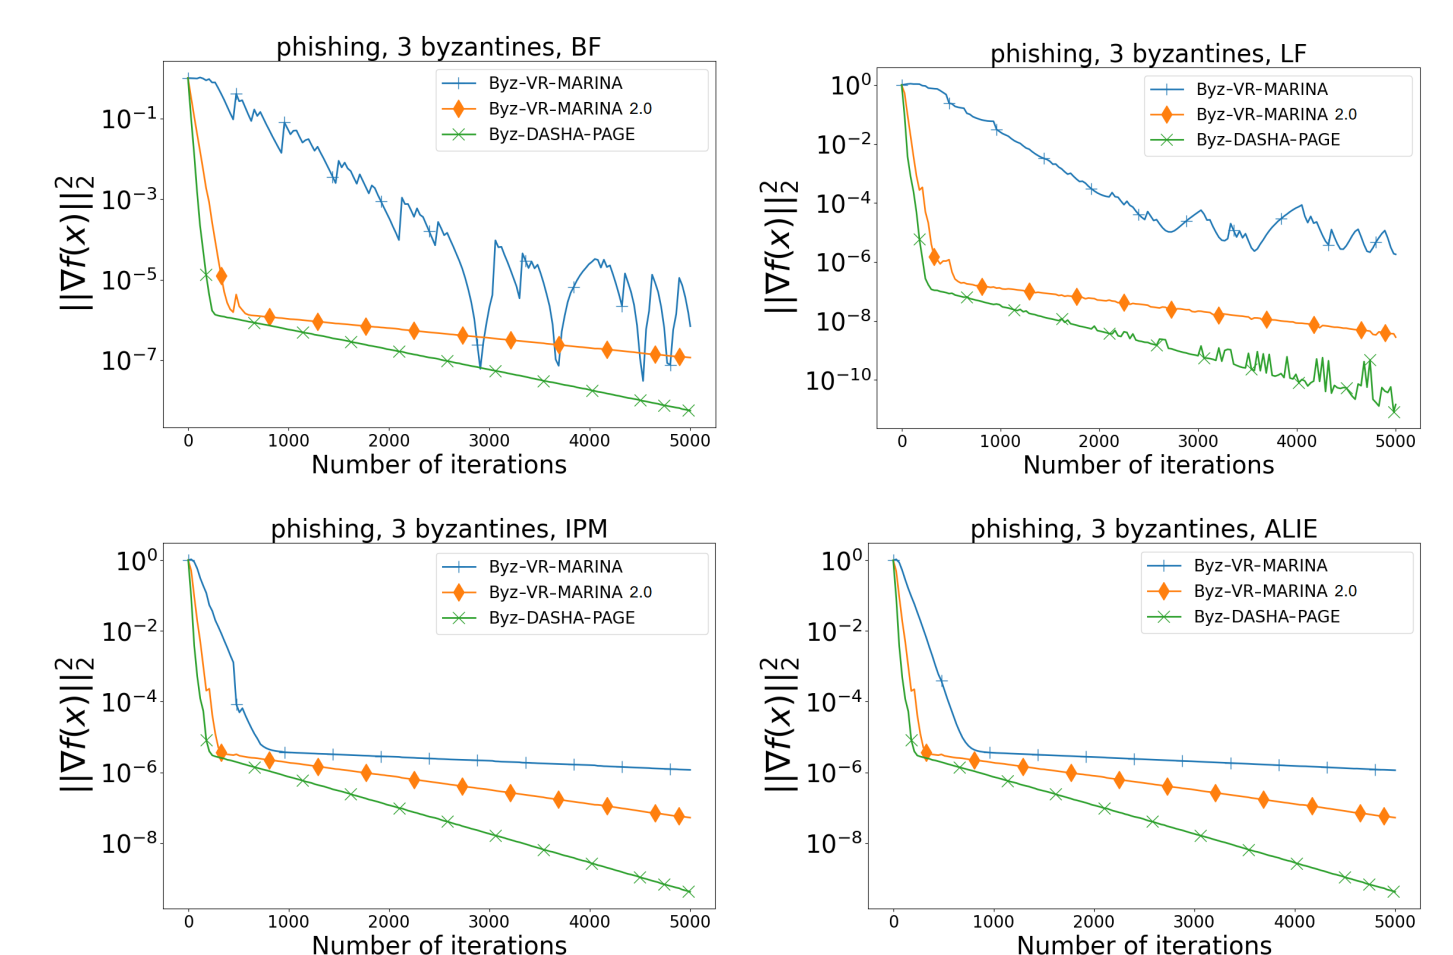 phishing, 3 byzantines, BF
Byz-VR-MARINA
Byz-VR-MARINA 2.0
Byz-DASHA-PAGE
10⁻¹
10⁻³
10⁻⁵
10⁻⁷
||∇f(x)||₂²
0 1000 2000 3000 4000 5000
Number of iterations
phishing, 3 byzantines, LF
Byz-VR-MARINA
Byz-VR-MARINA 2.0
Byz-DASHA-PAGE
10⁰
10⁻²
10⁻⁴
10⁻⁶
10⁻⁸
10⁻¹⁰
||∇f(x)||₂²
0 1000 2000 3000 4000 5000
Number of iterations
phishing, 3 byzantines, IPM
Byz-VR-MARINA
Byz-VR-MARINA 2.0
Byz-DASHA-PAGE
10⁰
10⁻²
10⁻⁴
10⁻⁶
10⁻⁸
||∇f(x)||₂²
0 1000 2000 3000 4000 5000
Number of iterations
phishing, 3 byzantines, ALIE
Byz-VR-MARINA
Byz-VR-MARINA 2.0
Byz-DASHA-PAGE
10⁰
10⁻²
10⁻⁴
10⁻⁶
10⁻⁸
||∇f(x)||₂²
0 1000 2000 3000 4000 5000
Number of iterations